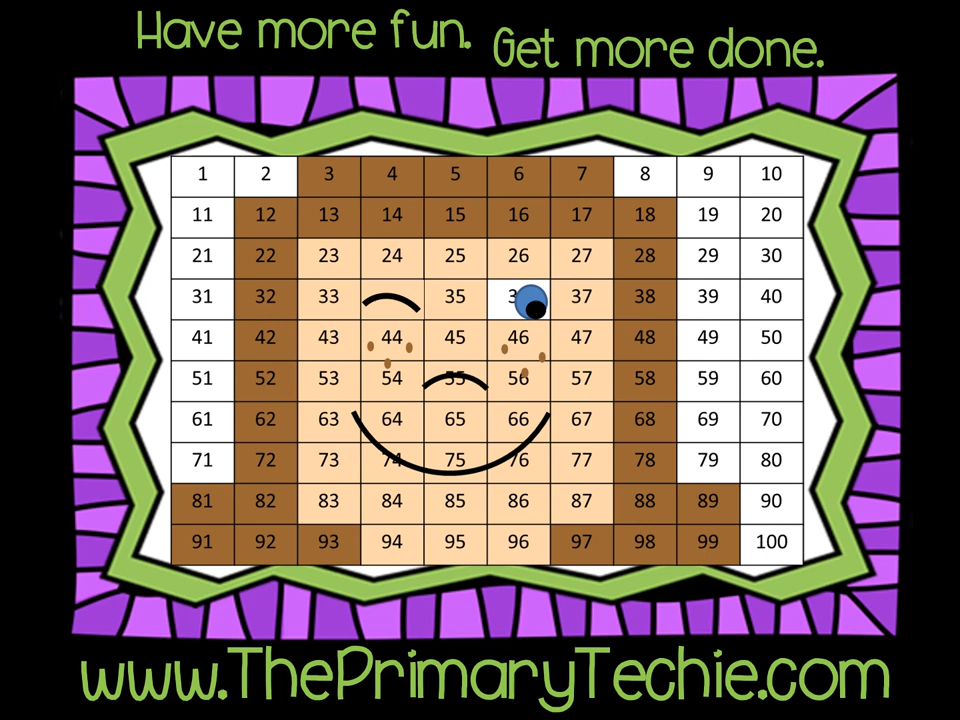 Have more fun. Get more done.
1 2 3 4 5 6 7 8 9 10
11 12 13 14 15 16 17 18 19 20
21 22 23 24 25 26 27 28 29 30
31 32 33 35 3 37 38 39 40
41 42 43 44 45 46 47 48 49 50
51 52 53 54 55 56 57 58 59 60
61 62 63 64 65 66 67 68 69 70
71 72 73 74 75 76 77 78 79 80
81 82 83 84 85 86 87 88 89 90
91 92 93 94 95 96 97 98 99 100
www.ThePrimaryTechie.com